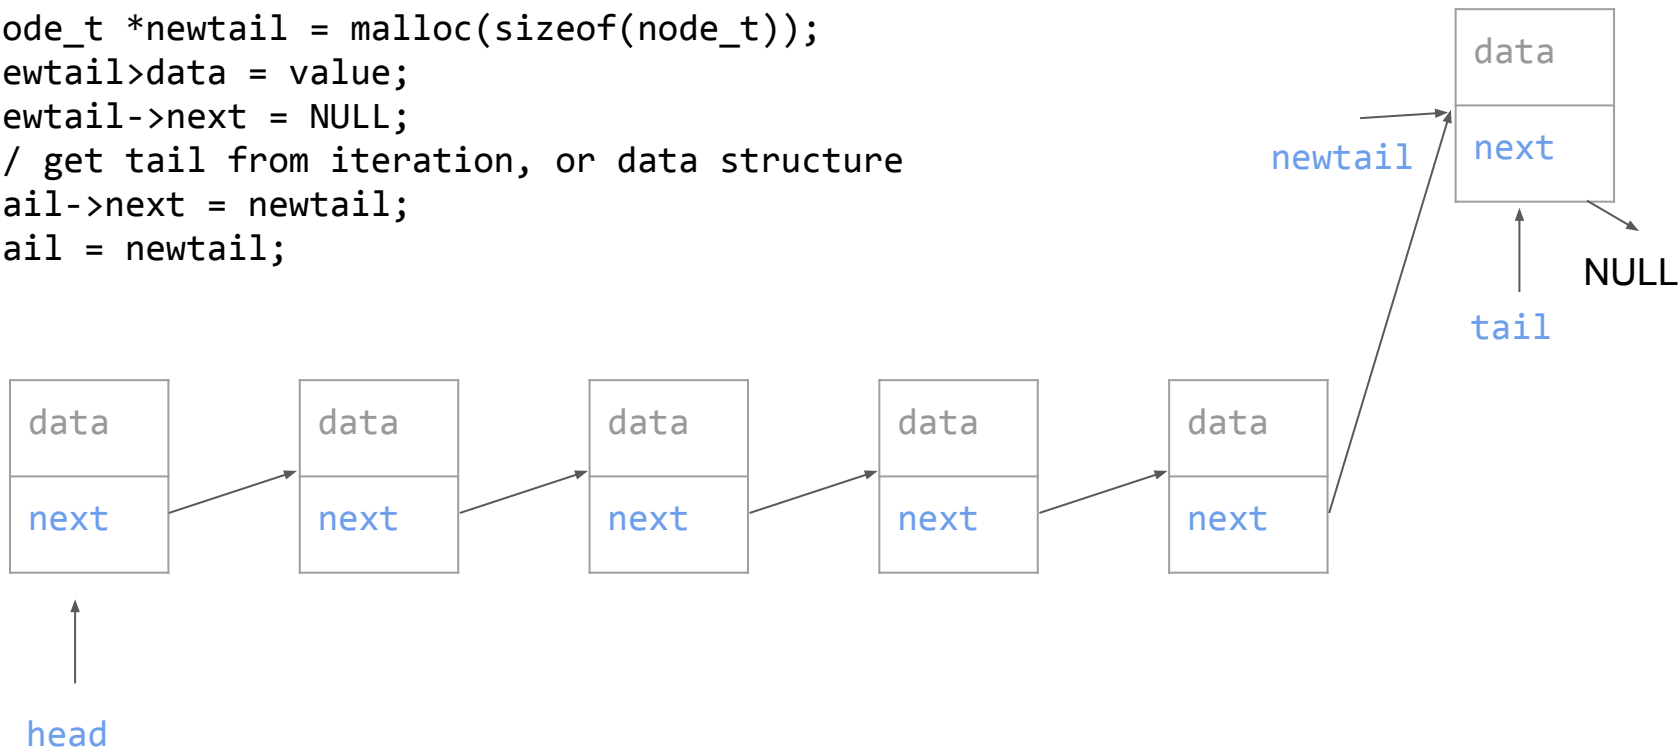 ode_t *newtail = malloc(sizeof(node_t));
ewtail>data = value;
ewtail->next = NULL;
/ get tail from iteration, or data structure
ail->next = newtail;
ail = newtail;
data
newtail
next
NULL
tail
data data data data data
next next next next next
head